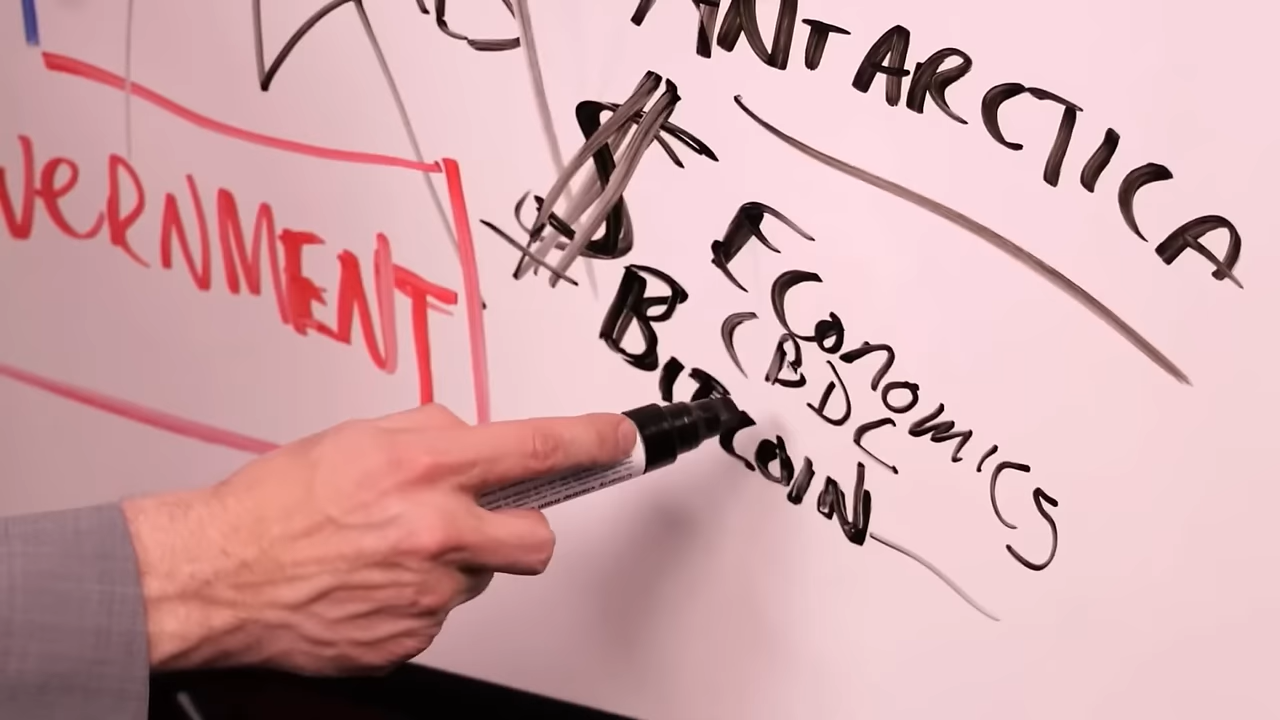 ANTARCTICA
$
ECONOMICS
CBDC
BITCOIN
VERNMENT